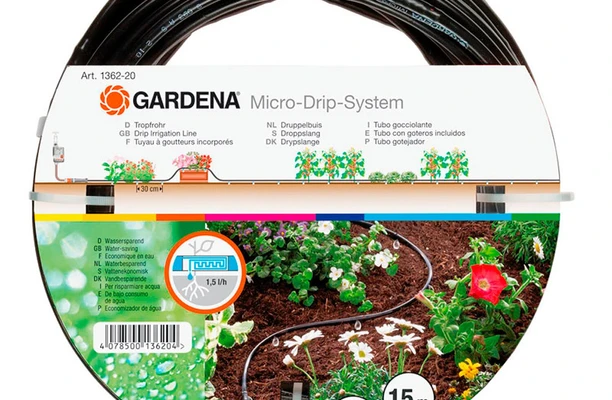 Art. 1362-20
GARDENA Micro-Drip-System
D Tropfrohr
GB Drip Irrigation Line
F Tuyau à goutteurs incorporés
NL Druppelbuis
S Droppslang
DK Drypslange
I Tubo gocciolante
E Tubo con goteros incluidos
P Tubo gotejador
30 cm
D Wassersparend
GB Water-saving
F Economique en eau
NL Waterbesparend
S Vattenekonomisk
DK Vandbesparende
I Per risparmiare acqua
E De bajo consumo
de agua
P Economizador de água
1,5 l/h
4 078500 136204
15 m